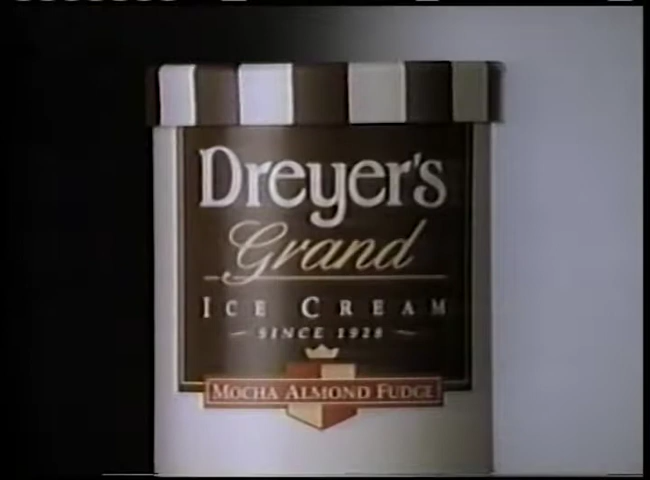 Dreyer's
Grand
ICE CREAM
SINCE 1928
MOCHA ALMOND FUDGE